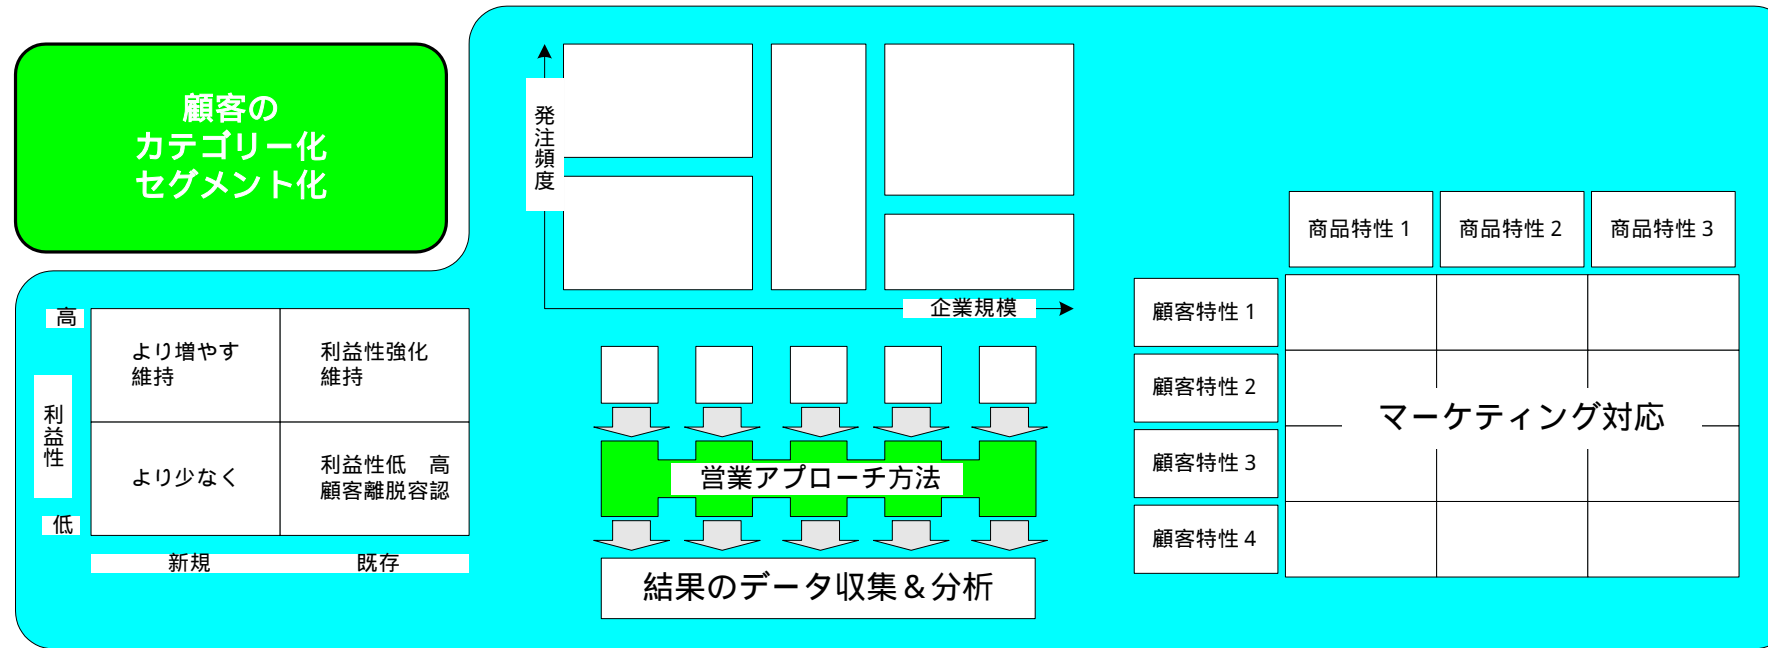 顧客の
カテゴリー化
セグメント化
高
利益性
低
より増やす
維持
利益性強化
維持
より少なく
利益性低　高
顧客離脱容認
新規
既存
発注頻度
企業規模
営業アプローチ方法
結果のデータ収集＆分析
商品特性1
商品特性2
商品特性3
顧客特性1
顧客特性2
顧客特性3
顧客特性4
マーケティング対応